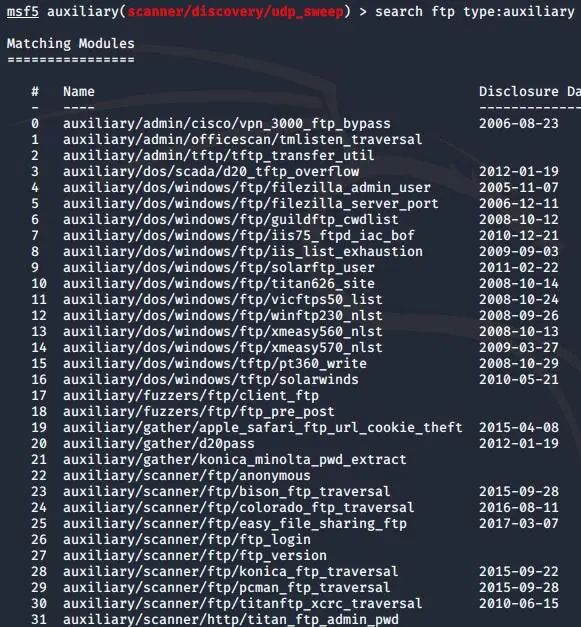 msf5 auxiliary(scanner/discovery/udp_sweep) > search ftp type:auxiliary
Matching Modules
================
# Name Disclosure Da
- ---- -------------
0 auxiliary/admin/cisco/vpn_3000_ftp_bypass 2006-08-23
1 auxiliary/admin/officescan/tmlisten_traversal
2 auxiliary/admin/tftp/tftp_transfer_util
3 auxiliary/dos/scada/d20_tftp_overflow 2012-01-19
4 auxiliary/dos/windows/ftp/filezilla_admin_user 2005-11-07
5 auxiliary/dos/windows/ftp/filezilla_server_port 2006-12-11
6 auxiliary/dos/windows/ftp/guildftp_cwdlist 2008-10-12
7 auxiliary/dos/windows/ftp/iis75_ftpd_iac_bof 2010-12-21
8 auxiliary/dos/windows/ftp/iis_list_exhaustion 2009-09-03
9 auxiliary/dos/windows/ftp/solarftp_user 2011-02-22
10 auxiliary/dos/windows/ftp/titan626_site 2008-10-14
11 auxiliary/dos/windows/ftp/vicftps50_list 2008-10-24
12 auxiliary/dos/windows/ftp/winftp230_nlst 2008-09-26
13 auxiliary/dos/windows/ftp/xmeasy560_nlst 2008-10-13
14 auxiliary/dos/windows/ftp/xmeasy570_nlst 2009-03-27
15 auxiliary/dos/windows/tftp/pt360_write 2008-10-29
16 auxiliary/dos/windows/tftp/solarwinds 2010-05-21
17 auxiliary/fuzzers/ftp/client_ftp
18 auxiliary/fuzzers/ftp/ftp_pre_post
19 auxiliary/gather/apple_safari_ftp_url_cookie_theft 2015-04-08
20 auxiliary/gather/d20pass 2012-01-19
21 auxiliary/gather/konica_minolta_pwd_extract
22 auxiliary/scanner/ftp/anonymous
23 auxiliary/scanner/ftp/bison_ftp_traversal 2015-09-28
24 auxiliary/scanner/ftp/colorado_ftp_traversal 2016-08-11
25 auxiliary/scanner/ftp/easy_file_sharing_ftp 2017-03-07
26 auxiliary/scanner/ftp/ftp_login
27 auxiliary/scanner/ftp/ftp_version
28 auxiliary/scanner/ftp/konica_ftp_traversal 2015-09-22
29 auxiliary/scanner/ftp/pcman_ftp_traversal 2015-09-28
30 auxiliary/scanner/ftp/titanftp_xcrc_traversal 2010-06-15
31 auxiliary/scanner/http/titan_ftp_admin_pwd